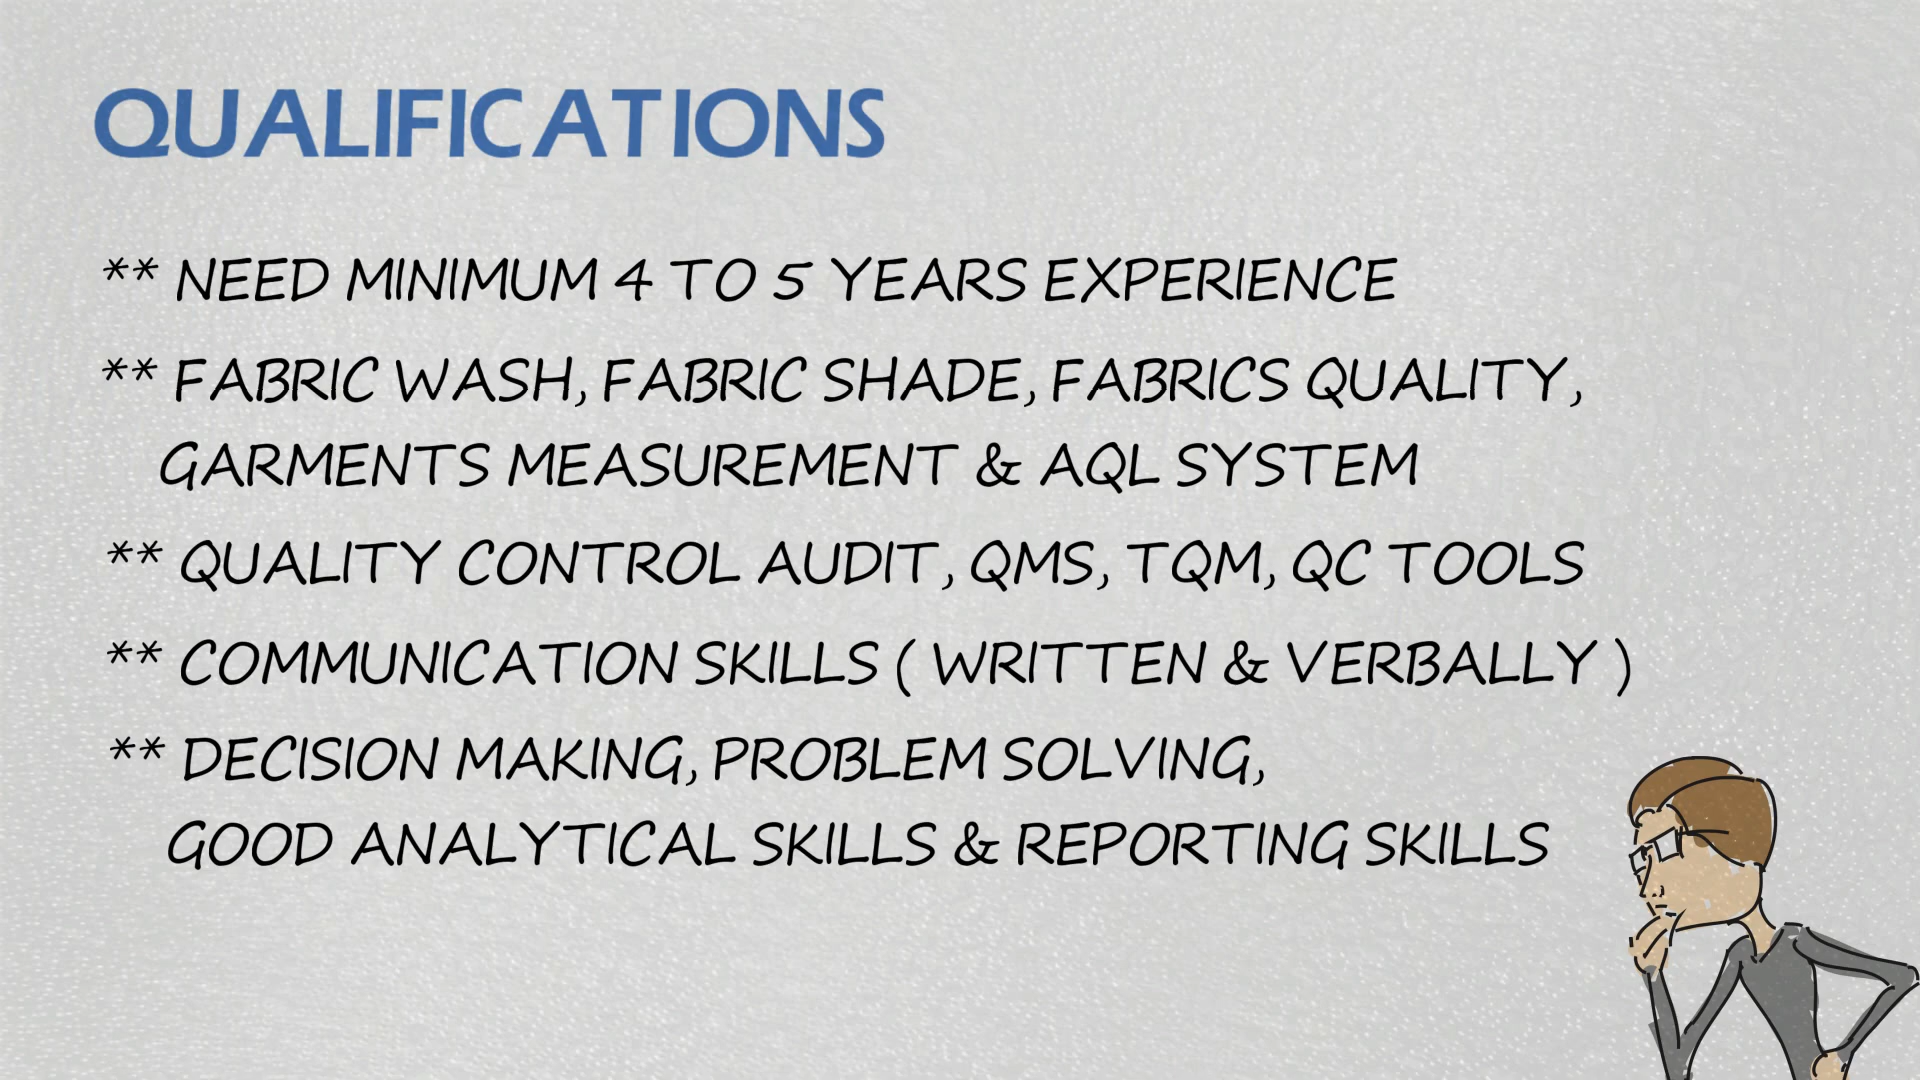 QUALIFICATIONS
** NEED MINIMUM 4 TO 5 YEARS EXPERIENCE
** FABRIC WASH, FABRIC SHADE, FABRICS QUALITY,
GARMENTS MEASUREMENT & AQL SYSTEM
** QUALITY CONTROL AUDIT, QMS, TQM, QC TOOLS
** COMMUNICATION SKILLS ( WRITTEN & VERBALLY )
** DECISION MAKING, PROBLEM SOLVING,
GOOD ANALYTICAL SKILLS & REPORTING SKILLS